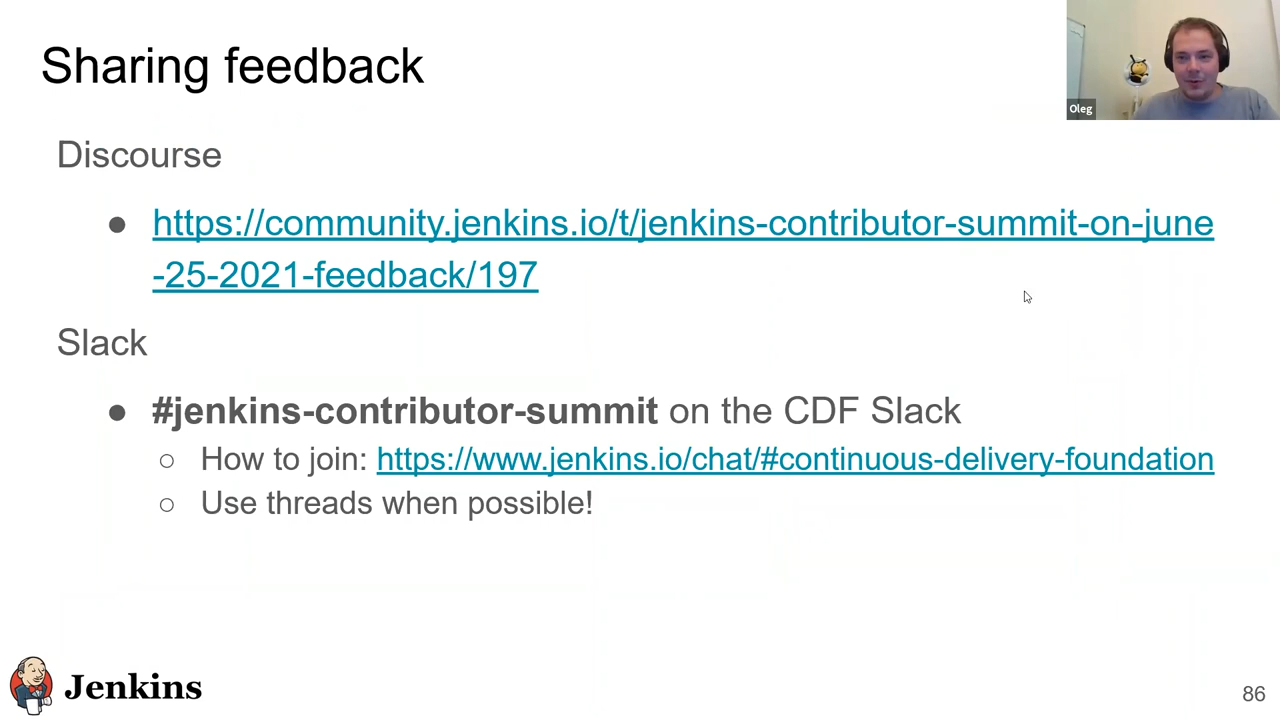 Sharing feedback
Oleg
Discourse
● https://community.jenkins.io/t/jenkins-contributor-summit-on-june
-25-2021-feedback/197
Slack
● #jenkins-contributor-summit on the CDF Slack
○ How to join: https://www.jenkins.io/chat/#continuous-delivery-foundation
○ Use threads when possible!
Jenkins
86